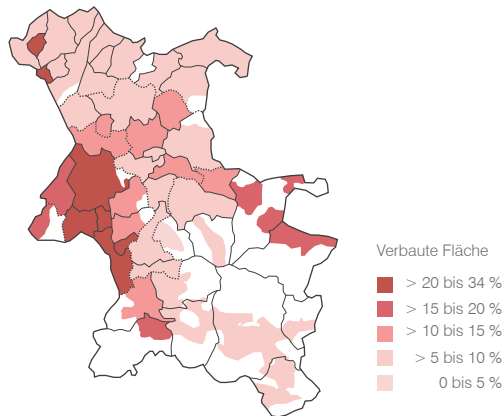 Verbaute Fläche
> 20 bis 34 %
> 15 bis 20 %
> 10 bis 15 %
> 5 bis 10 %
0 bis 5 %